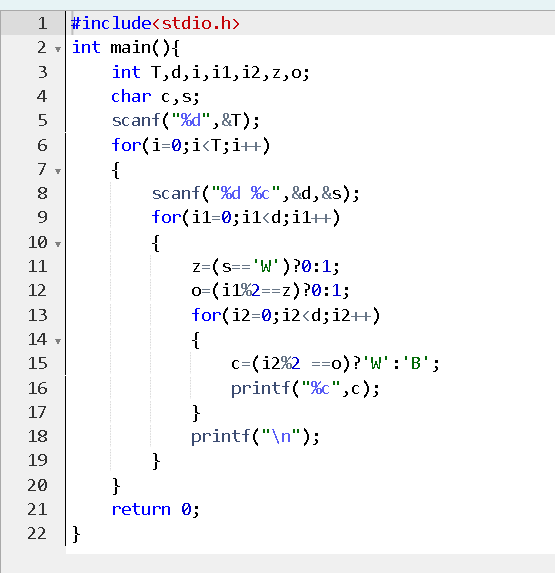 1 #include<stdio.h>
2 int main(){
3 int T,d,i,i1,i2,z,o;
4 char c,s;
5 scanf("%d",&T);
6 for(i=0;i<T;i++)
7 {
8 scanf("%d %c",&d,&s);
9 for(i1=0;i1<d;i1++)
10 {
11 z=(s=='W')?0:1;
12 o=(i1%2==z)?0:1;
13 for(i2=0;i2<d;i2++)
14 {
15 c=(i2%2 ==o)?'W':'B';
16 printf("%c",c);
17 }
18 printf("\n");
19 }
20 }
21 return 0;
22 }